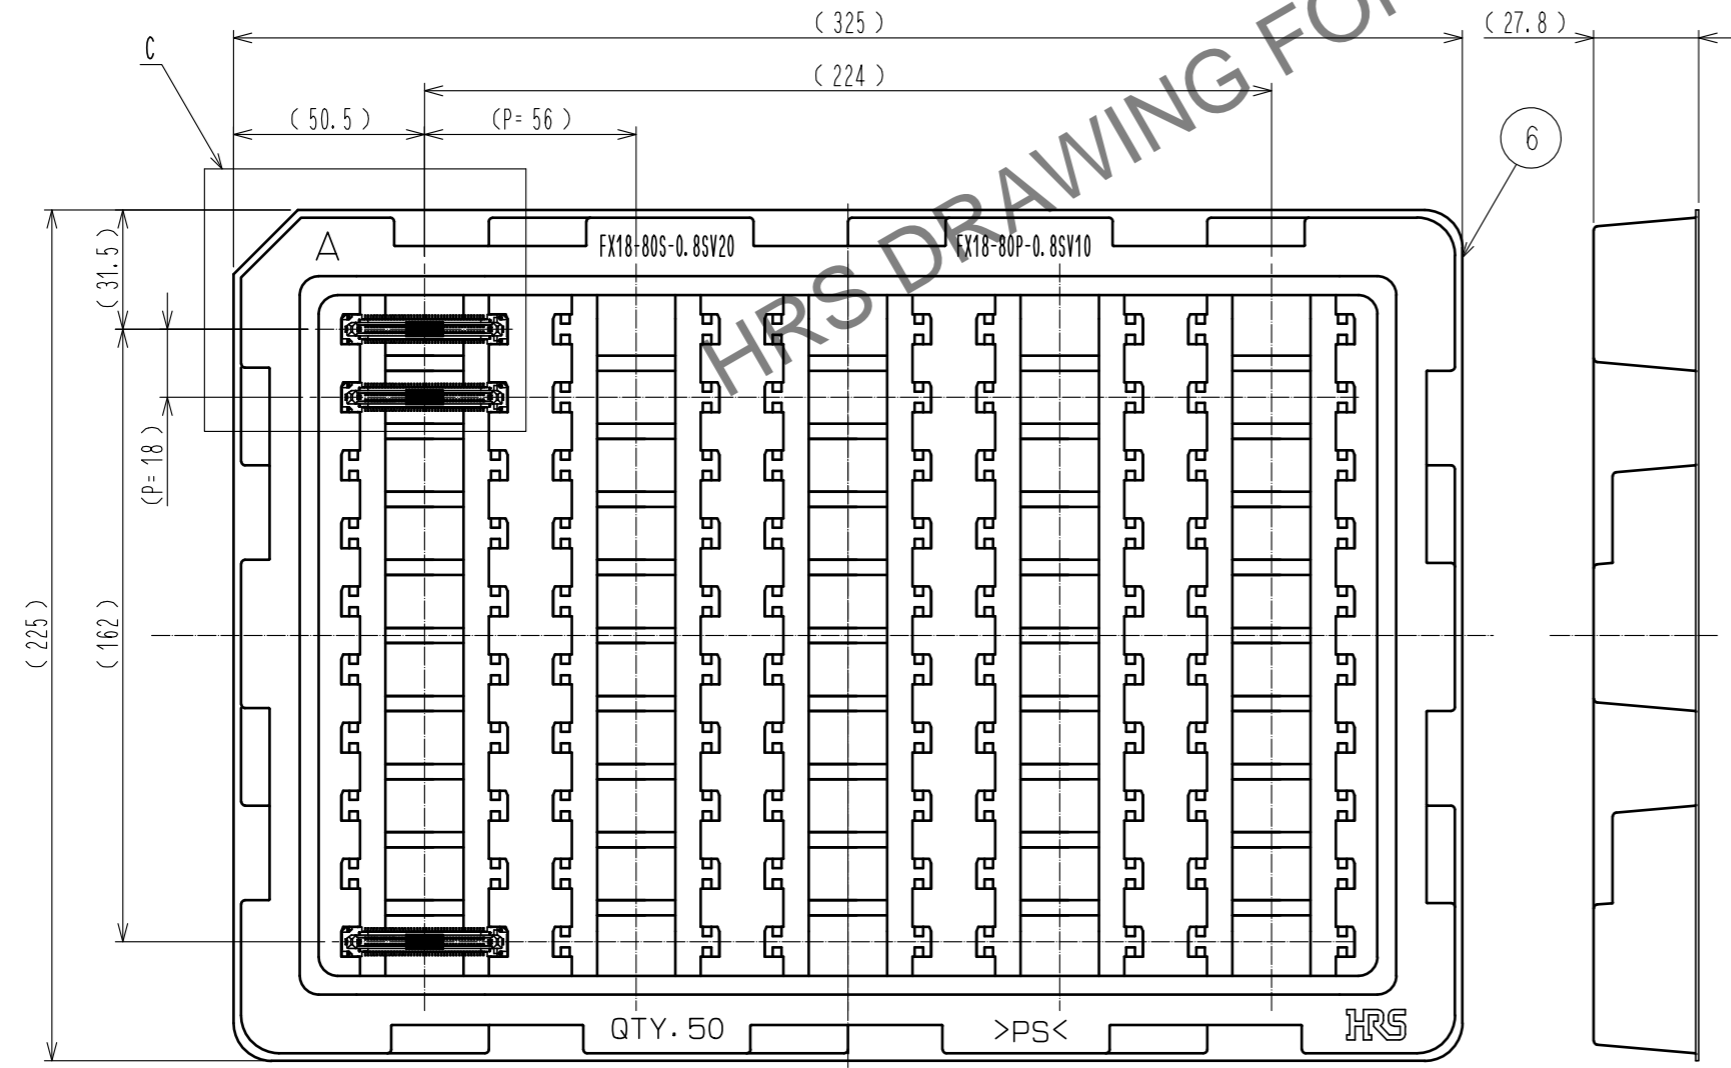 ( 325 )
( 27.8 )
C
( 224 )
( 50.5 )
(P= 56 )
6
A
FX18-80S-0.8SV20
FX18-80P-0.8SV10
( 31.5 )
(P= 18 )
( 162)
( 225 )
HRS DRAWING
QTY.50
>PS<
HRS